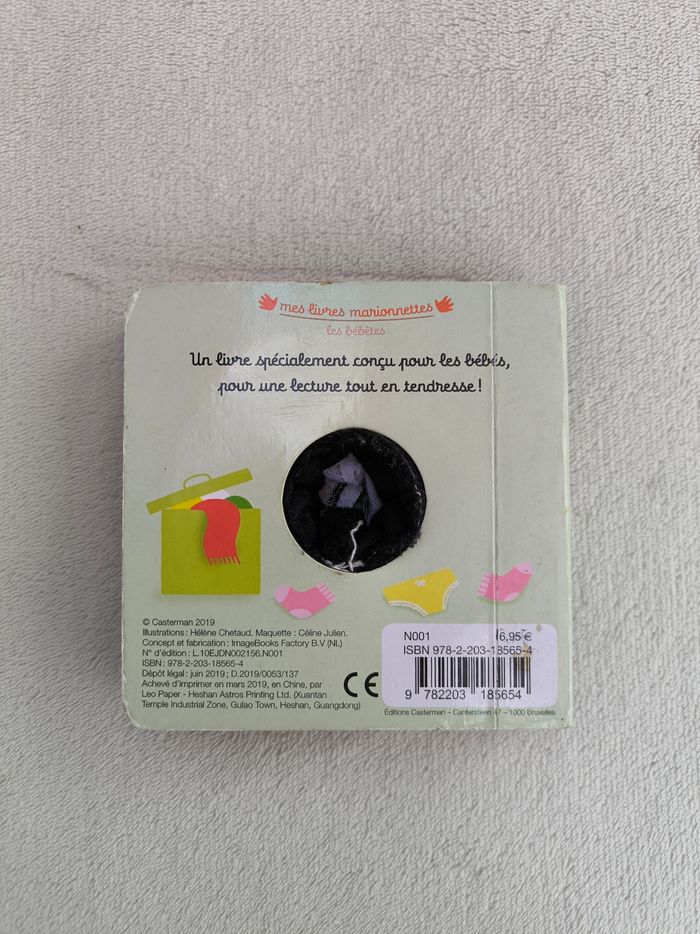 mes livres marionnettes
les bébêtes
Un livre spécialement conçu pour les bébés,
pour une lecture tout en tendresse !
© Casterman 2019
Illustrations : Hélène Chetaud. Maquette : Céline Julien.
Concept et fabrication : ImageBooks Factory B.V (NL)
N° d'édition : L.10EJDN002156.N001
ISBN : 978-2-203-18565-4
Dépôt légal : juin 2019 ; D.2019/0053/137
Achevé d'imprimer en mars 2019, en Chine, par
Leo Paper - Heshan Astros Printing Ltd. (Xuantan
Temple Industrial Zone, Gulao Town, Heshan, Guangdong)
CE
N001 6,95 €
ISBN 978-2-203-18565-4
9 782203 185654
Éditions Casterman – Cantersteen 47 – 1000 Bruxelles